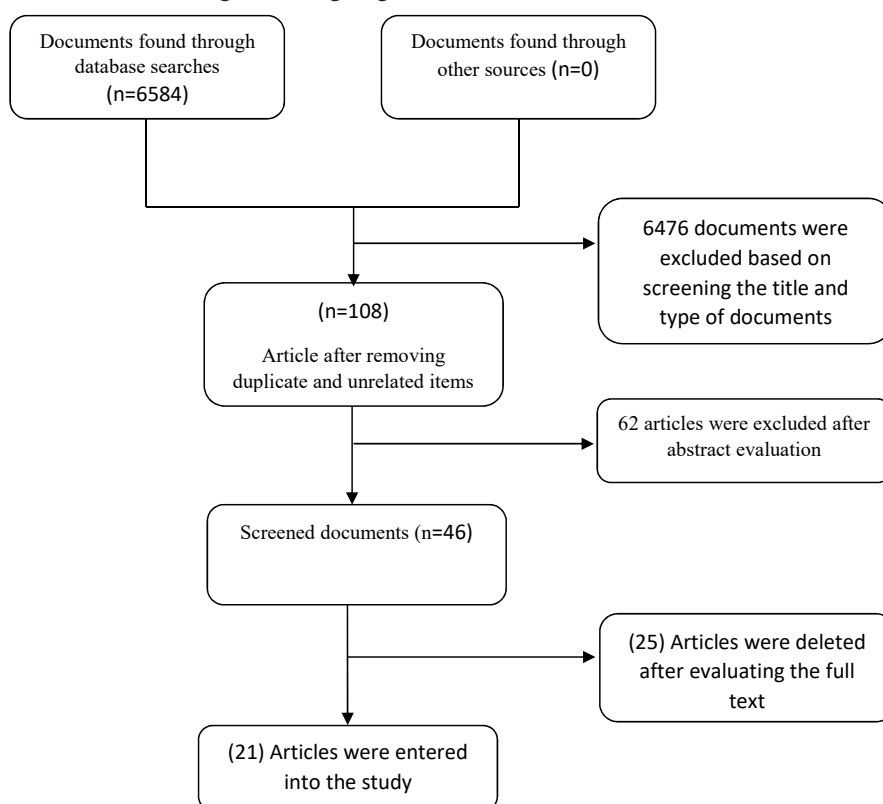 Documents found through
database searches
(n=6584)
Documents found through
other sources (n=0)
6476 documents were
excluded based on
screening the title and
type of documents
(n=108)
Article after removing
duplicate and unrelated items
62 articles were excluded after
abstract evaluation
Screened documents (n=46)
(25) Articles were deleted
after evaluating the full
text
(21) Articles were entered
into the study